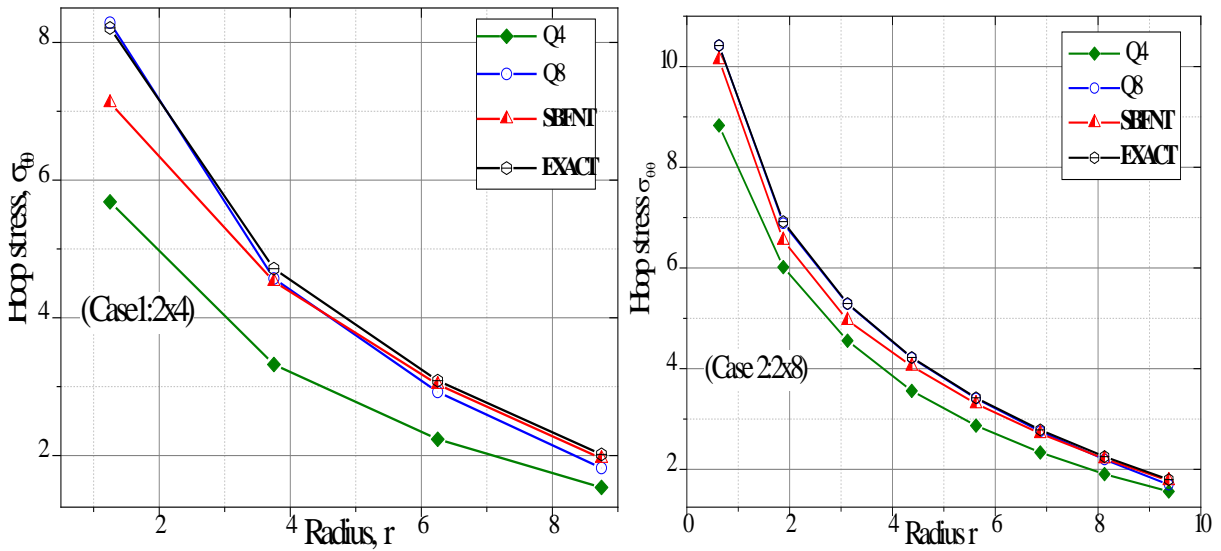 Hoop stress, σθθ
8
6
4
2
2
4
6
8
Radius, r
(Case1:2x4)
Q4
Q8
SBFNT
EXACT
Hoop stress σθθ
10
8
6
4
2
0
2
4
6
8
10
Radius r
(Case 2:2x8)
Q4
Q8
SBFNT
EXACT